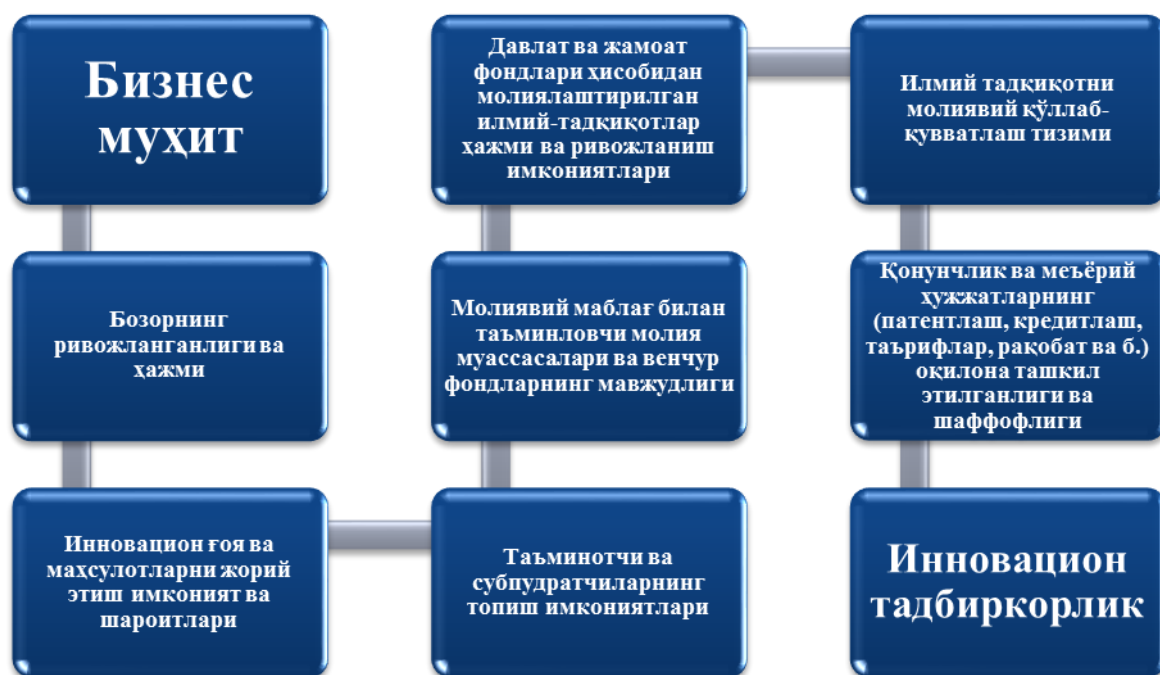 Бизнес
муҳит
Бозорнинг
ривожланганлиги ва
ҳажми
Инновацион ғоя ва
маҳсулотларни жорий
этиш имконият ва
шароитлари
Таъминотчи ва
субпудратчиларнинг
топиш имкониятлари
Молиявий маблағ билан
таъминловчи молия
муассасалари ва венчур
фондларнинг мавжудлиги
Давлат ва жамоат
фондлари ҳисобидан
молиялаштирилган
илмий-тадқиқотлар
ҳажми ва ривожланиш
имкониятлари
Илмий тадқиқотни
молиявий қўллаб-
қувватлаш тизими
Қонунчлик ва меъёрий
ҳужжатларнинг
(патентлаш, кредитлаш,
таърифлар, рақобат ва б.)
оқилона ташкил
этилганлиги ва
шаффофлиги
Инновацион
тадбиркорлик